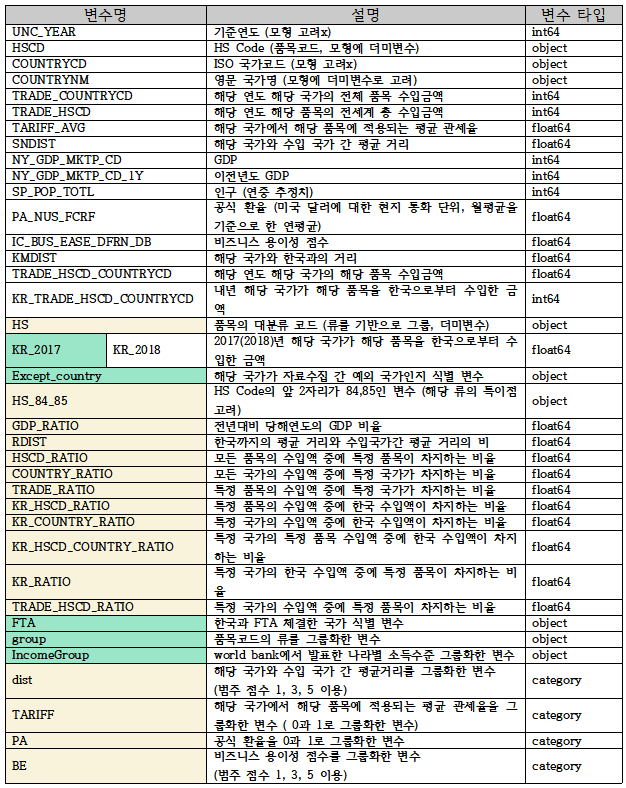 변수명 설명 변수 타입
UNC_YEAR 기준연도 (모형 고려x) int64
HSCD HS Code (품목코드, 모형에 더미변수) object
COUNTRYCD ISO 국가코드 (모형 고려x) object
COUNTRYNM 영문 국가명 (모형에 더미변수로 고려) object
TRADE_COUNTRYCD 해당 연도 해당 국가의 전체 품목 수입금액 int64
TRADE_HSCD 해당 연도 해당 품목의 전세계 총 수입금액 int64
TARIFF_AVG 해당 국가에서 해당 품목에 적용되는 평균 관세율 float64
SNDIST 해당 국가와 수입 국가 간 평균 거리 float64
NY_GDP_MKTP_CD GDP int64
NY_GDP_MKTP_CD_1Y 이전년도 GDP int64
SP_POP_TOTL 인구 (연중 추정치) int64
PA_NUS_FCRF 공식 환율 (미국 달러에 대한 현지 통화 단위, 월평균을 float64
기준으로 한 연평균)
IC_BUS_EASE_DFRN_DB 비즈니스 용이성 점수 float64
KMDIST 해당 국가와 한국과의 거리 float64
TRADE_HSCD_COUNTRYCD 해당 연도 해당 국가의 해당 품목 수입금액 float64
KR_TRADE_HSCD_COUNTRYCD 내년 해당 국가가 해당 품목을 한국으로부터 수입한 금 int64
액
HS 품목의 대분류 코드 (류를 기반으로 그룹, 더미변수) object
KR_2017 KR_2018 2017(2018)년 해당 국가가 해당 품목을 한국으로부터 수 float64
입한 금액
Except_country 해당 국가가 자료수집 간 예외 국가인지 식별 변수 object
HS_84_85 HS Code의 앞 2자리가 84,85인 변수 (해당 류의 특이점 object
고려)
GDP_RATIO 전년대비 당해연도의 GDP 비율 float64
RDIST 한국까지의 평균 거리와 수입국가간 평균 거리의 비 float64
HSCD_RATIO 모든 품목의 수입액 중에 특정 품목이 차지하는 비율 float64
COUNTRY_RATIO 모든 국가의 수입액 중에 특정 국가가 차지하는 비율 float64
TRADE_RATIO 특정 품목의 수입액 중에 특정 국가가 차지하는 비율 float64
KR_HSCD_RATIO 특정 품목의 수입액 중에 한국 수입액이 차지하는 비율 float64
KR_COUNTRY_RATIO 특정 국가의 수입액 중에 한국 수입액이 차지하는 비율 float64
KR_HSCD_COUNTRY_RATIO 특정 국가의 특정 품목 수입액 중에 한국 수입액이 차지 float64
하는 비율
KR_RATIO 특정 국가의 한국 수입액 중에 특정 품목이 차지하는 비 float64
율
TRADE_HSCD_RATIO 특정 국가의 수입액 중에 특정 품목이 차지하는 비율 float64
FTA 한국과 FTA 체결한 국가 식별 변수 object
group 품목코드의 류를 그룹화한 변수 object
IncomeGroup world bank에서 발표한 나라별 소득수준 그룹화한 변수 object
dist 해당 국가와 수입 국가 간 평균거리를 그룹화한 변수 category
(범주 점수 1, 3, 5 이용)
TARIFF 해당 국가에서 해당 품목에 적용되는 평균 관세율을 그 category
룹화한 변수 ( 0과 1로 그룹화한 변수)
PA 공식 환율을 0과 1로 그룹화한 변수 category
BE 비즈니스 용이성 점수를 그룹화한 변수 category
(범주 점수 1, 3, 5 이용)